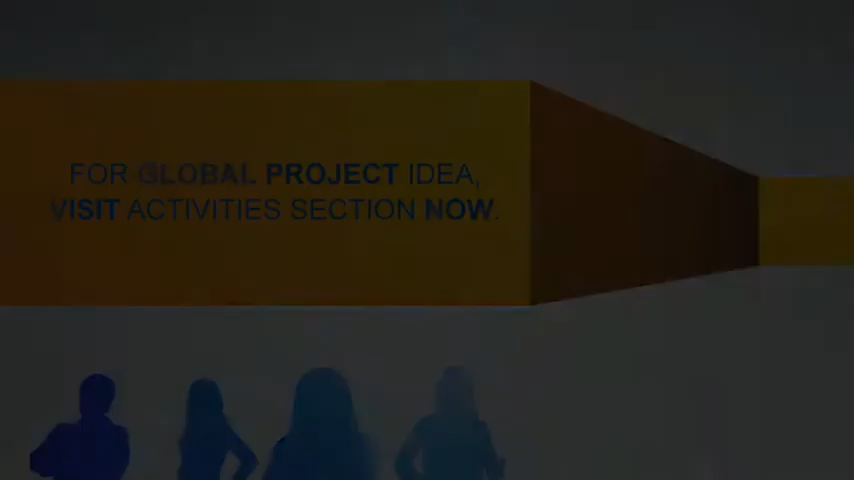 FOR GLOBAL PROJECT IDEA,
VISIT ACTIVITIES SECTION NOW.